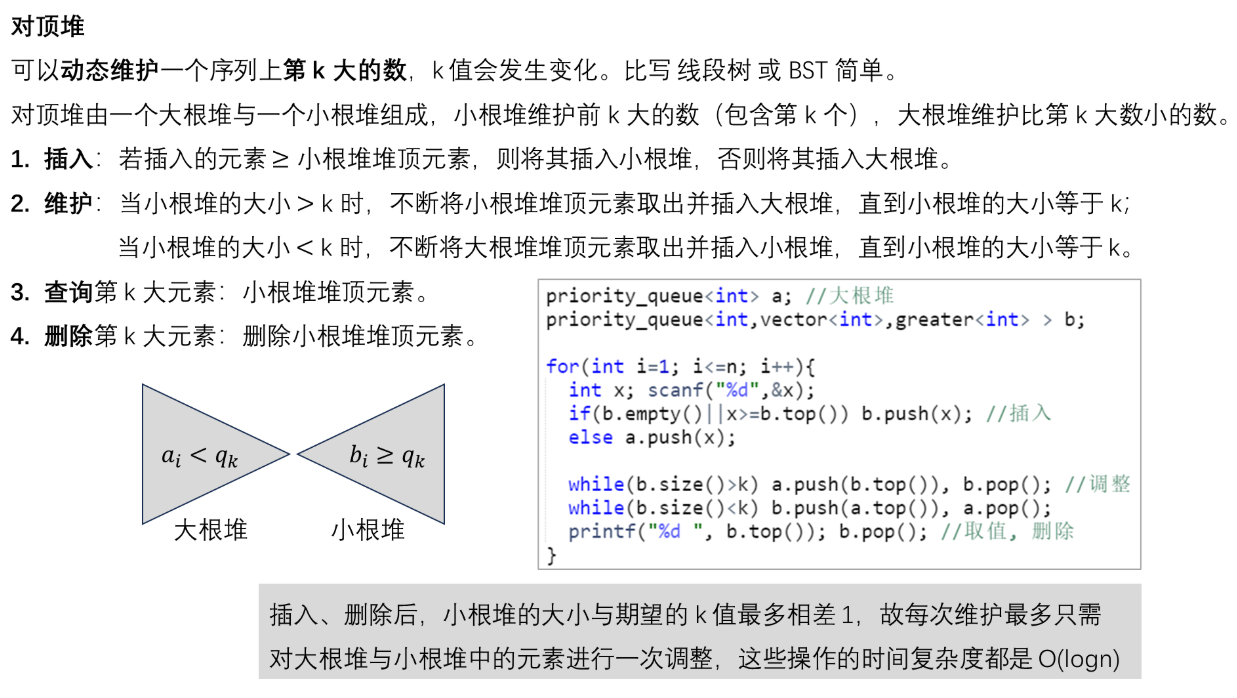 对顶堆
可以动态维护一个序列上第 k 大的数，k 值会发生变化。比写 线段树 或 BST 简单。
对顶堆由一个大根堆与一个小根堆组成，小根堆维护前 k 大的数（包含第 k 个），大根堆维护比第 k 大数小的数。
1. 插入：若插入的元素 ≥ 小根堆堆顶元素，则将其插入小根堆，否则将其插入大根堆。
2. 维护：当小根堆的大小 > k 时，不断将小根堆堆顶元素取出并插入大根堆，直到小根堆的大小等于 k;
当小根堆的大小 < k 时，不断将大根堆堆顶元素取出并插入小根堆，直到小根堆的大小等于 k。
3. 查询第 k 大元素：小根堆堆顶元素。
4. 删除第 k 大元素：删除小根堆堆顶元素。
aᵢ < qₖ
bᵢ ≥ qₖ
大根堆
小根堆
priority_queue<int> a; //大根堆
priority_queue<int,vector<int>,greater<int> > b;
for(int i=1; i<=n; i++){
int x; scanf("%d",&x);
if(b.empty()||x>=b.top()) b.push(x); //插入
else a.push(x);
while(b.size()>k) a.push(b.top()), b.pop(); //调整
while(b.size()<k) b.push(a.top()), a.pop();
printf("%d ", b.top()); b.pop(); //取值, 删除
}
插入、删除后，小根堆的大小与期望的 k 值最多相差 1，故每次维护最多只需
对大根堆与小根堆中的元素进行一次调整，这些操作的时间复杂度都是 O(logn)